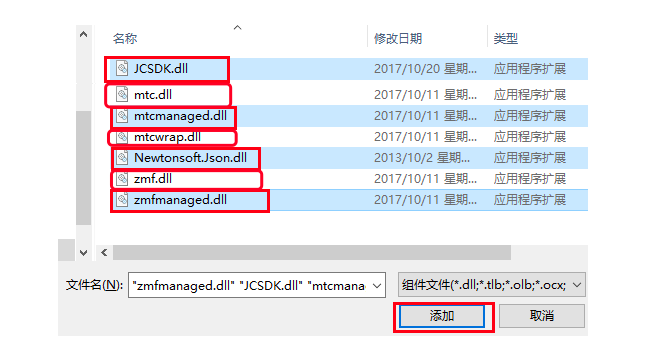 名称 修改日期 类型
JCSDK.dll 2017/10/20 星期... 应用程序扩展
mtc.dll 2017/10/11 星期... 应用程序扩展
mtcmanaged.dll 2017/10/11 星期... 应用程序扩展
mtcwrap.dll 2017/10/11 星期... 应用程序扩展
Newtonsoft.Json.dll 2013/10/2 星期... 应用程序扩展
zmf.dll 2017/10/11 星期... 应用程序扩展
zmfmanaged.dll 2017/10/11 星期... 应用程序扩展
文件名(N): "zmfmanaged.dll" "JCSDK.dll" "mtcmana 组件文件(*.dll;*.tlb;*.olb;*.ocx;
添加 取消